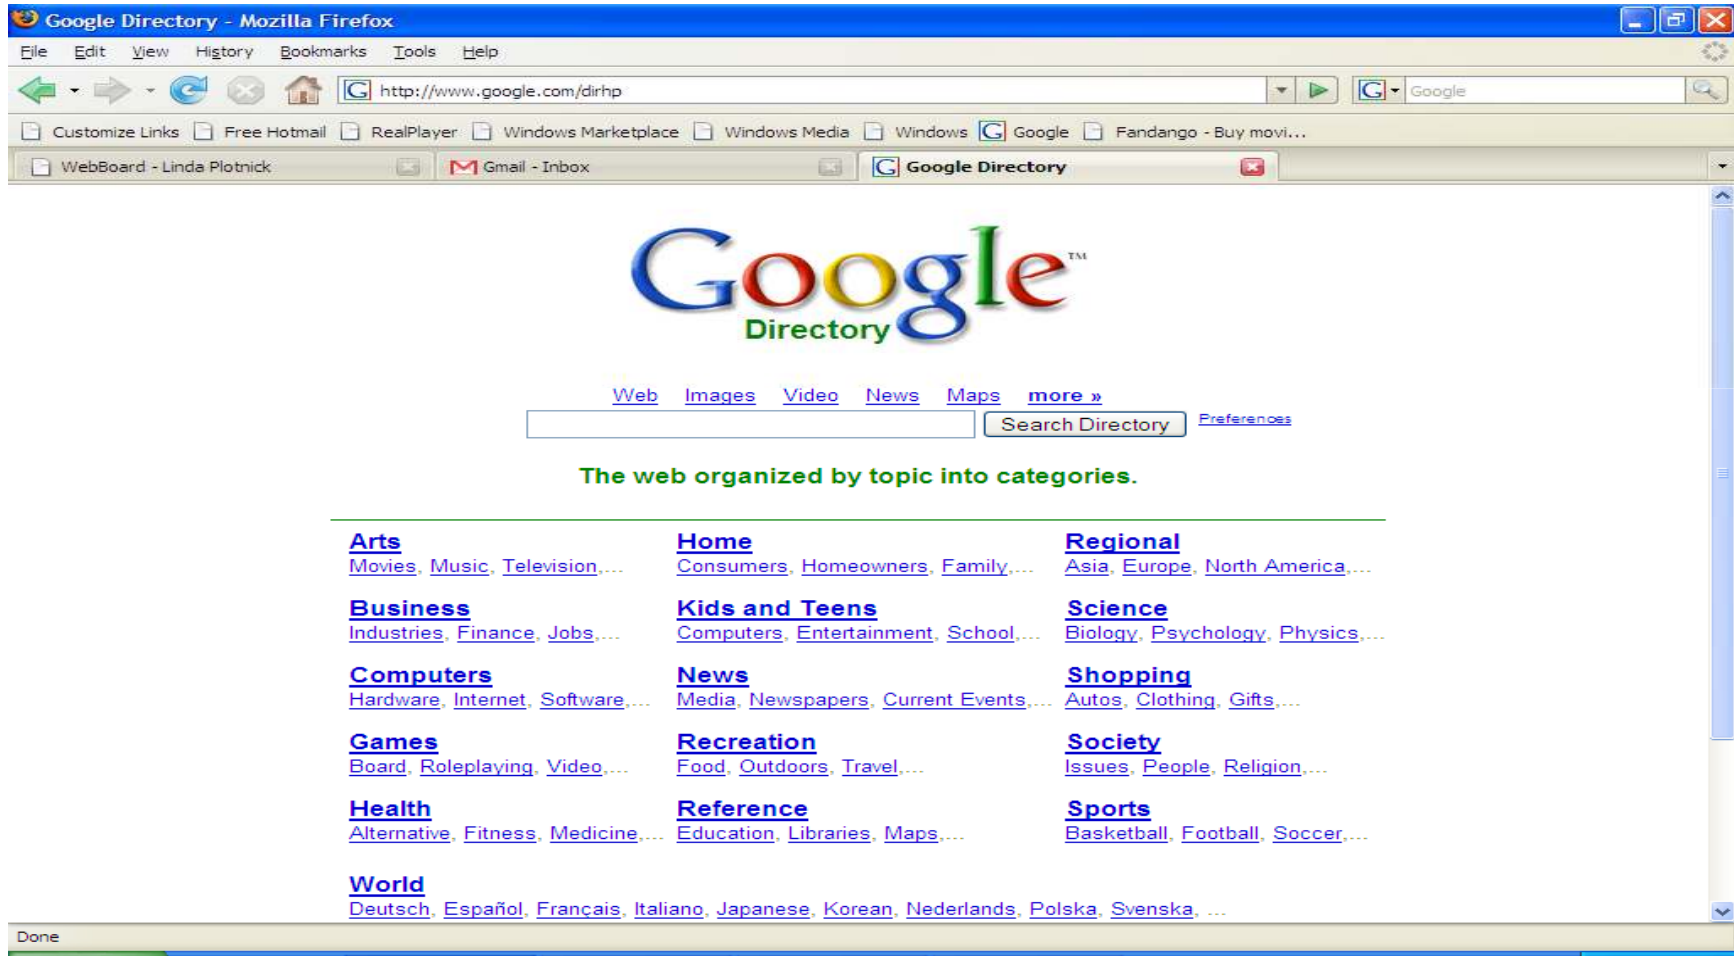 Google Directory - Mozilla Firefox
File Edit View History Bookmarks Tools Help
http://www.google.com/dirhp Google
Customize Links Free Hotmail RealPlayer Windows Marketplace Windows Media Windows Google Fandango - Buy movi...
WebBoard - Linda Plotnick Gmail - Inbox Google Directory
Google™
Directory
Web Images Video News Maps more »
Search Directory Preferences
The web organized by topic into categories.
Arts Home Regional
Movies, Music, Television,... Consumers, Homeowners, Family,... Asia, Europe, North America,...
Business Kids and Teens Science
Industries, Finance, Jobs,... Computers, Entertainment, School,... Biology, Psychology, Physics,...
Computers News Shopping
Hardware, Internet, Software,... Media, Newspapers, Current Events,... Autos, Clothing, Gifts,...
Games Recreation Society
Board, Roleplaying, Video,... Food, Outdoors, Travel,... Issues, People, Religion,...
Health Reference Sports
Alternative, Fitness, Medicine,... Education, Libraries, Maps,... Basketball, Football, Soccer,...
World
Deutsch, Español, Français, Italiano, Japanese, Korean, Nederlands, Polska, Svenska, ...
Done